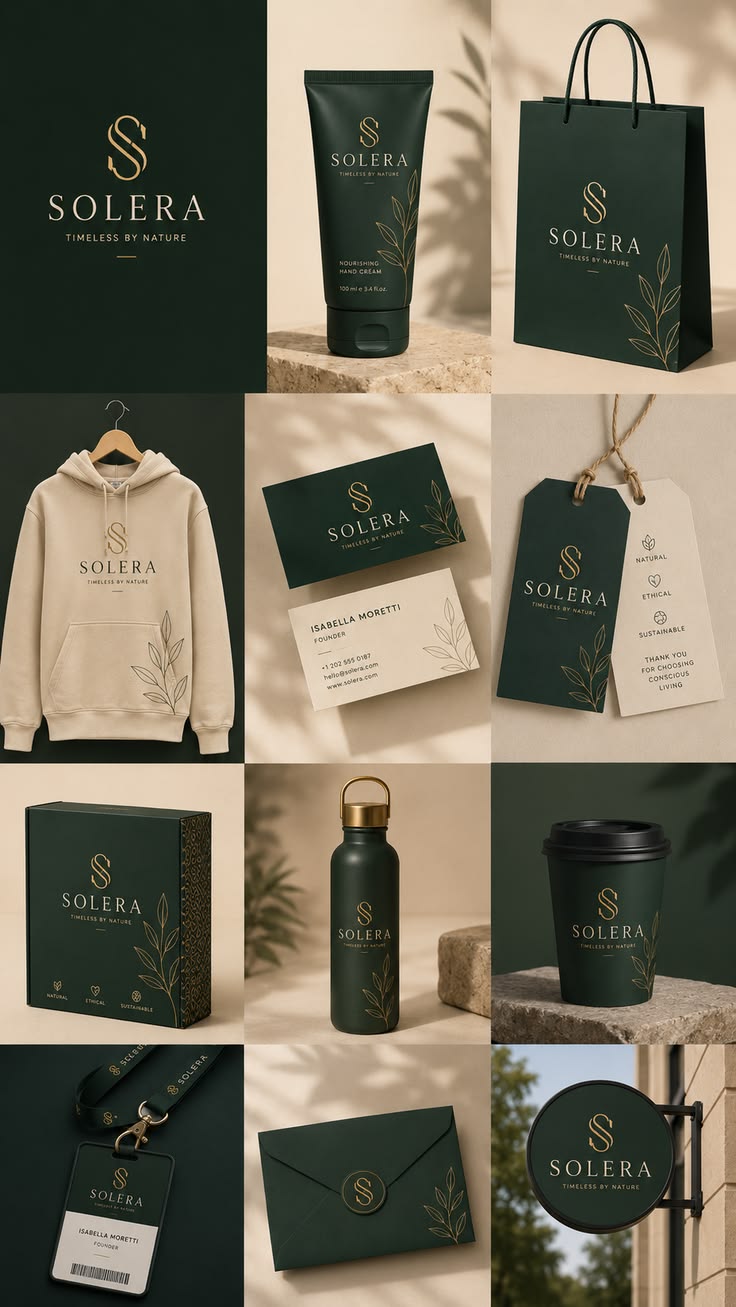 SOLERA
TIMELESS BY NATURE
SOLERA
TIMELESS BY NATURE
NOURISHING
HAND CREAM
100 ml e 3.4 fl.oz.
SOLERA
TIMELESS BY NATURE
SOLERA
TIMELESS BY NATURE
SOLERA
TIMELESS BY NATURE
ISABELLA MORETTI
FOUNDER
+1 202 555 0187
hello@solera.com
www.solera.com
SOLERA
TIMELESS BY NATURE
NATURAL
ETHICAL
SUSTAINABLE
THANK YOU
FOR CHOOSING
CONSCIOUS
LIVING
SOLERA
TIMELESS BY NATURE
NATURAL
ETHICAL
SUSTAINABLE
SOLERA
TIMELESS BY NATURE
SOLERA
TIMELESS BY NATURE
SOLERA
SOLERA
TIMELESS BY NATURE
ISABELLA MORETTI
FOUNDER
SOLERA
TIMELESS BY NATURE